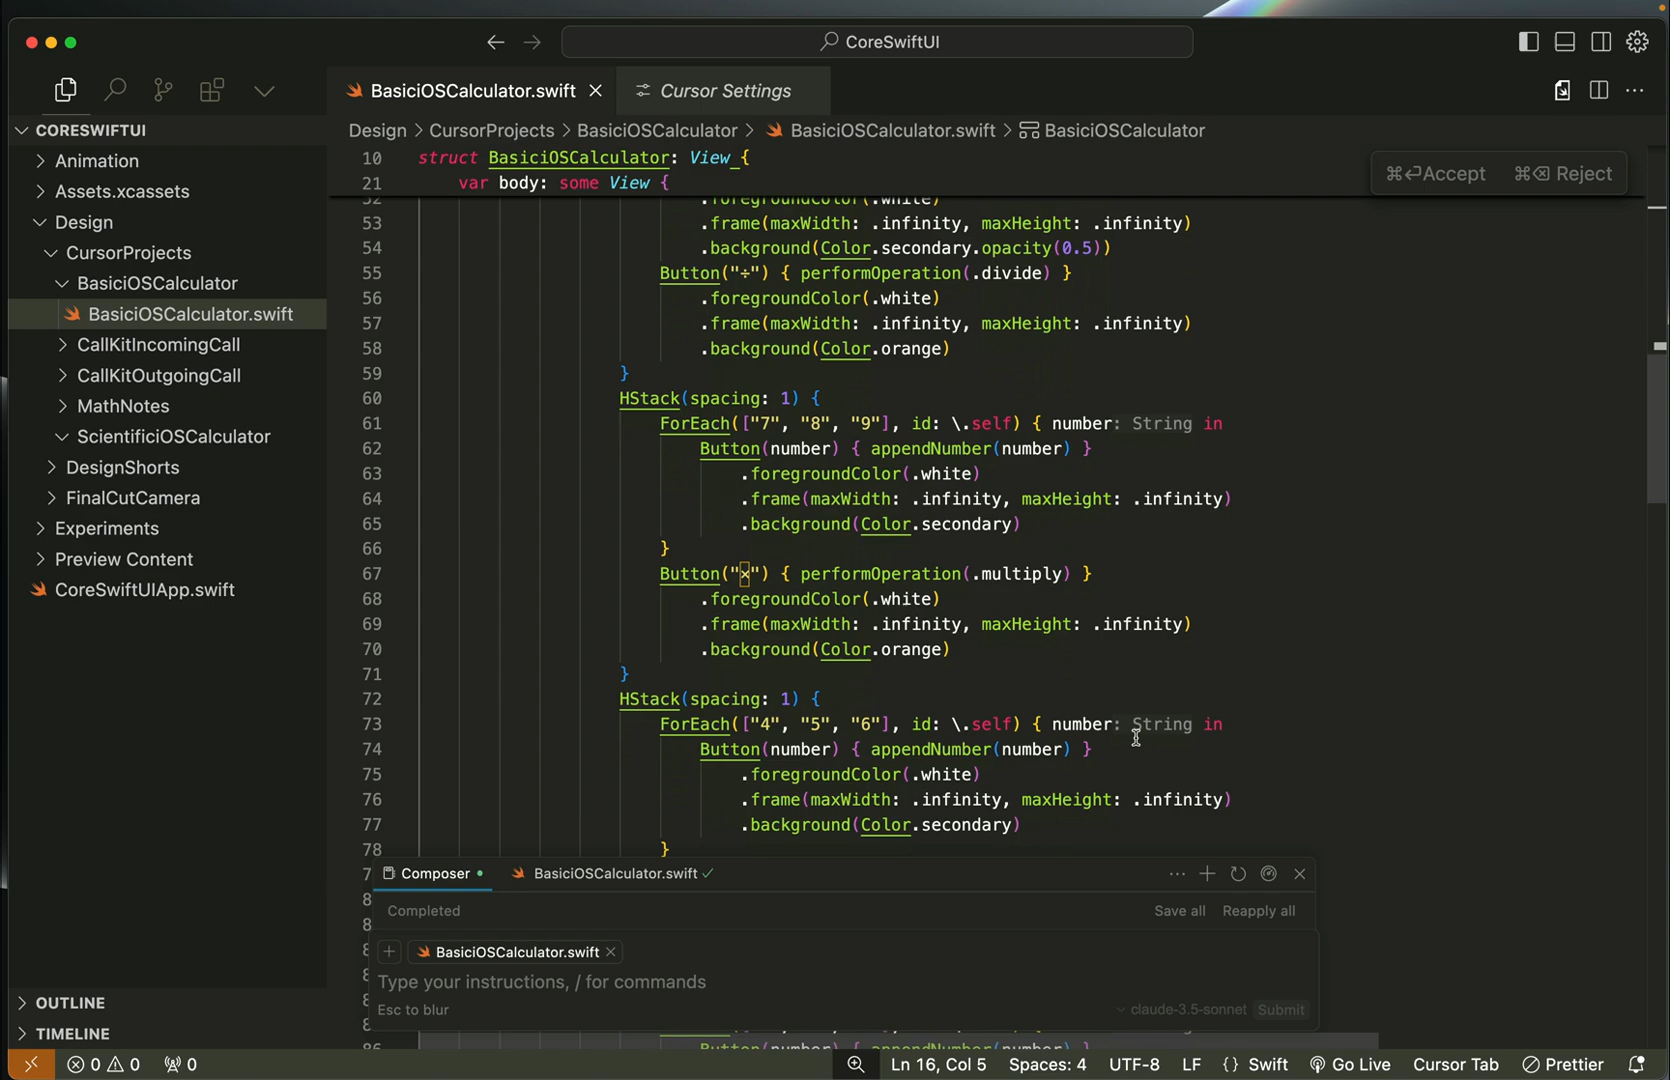 CoreSwiftUI
BasiciOSCalculator.swift
Cursor Settings
CORESWIFTUI
Animation
Assets.xcassets
Design
CursorProjects
BasiciOSCalculator
BasiciOSCalculator.swift
CallKitIncomingCall
CallKitOutgoingCall
MathNotes
ScientificiOSCalculator
DesignShorts
FinalCutCamera
Experiments
Preview Content
CoreSwiftUIApp.swift
OUTLINE
TIMELINE
Design > CursorProjects > BasiciOSCalculator > BasiciOSCalculator.swift > BasiciOSCalculator
10 struct BasiciOSCalculator: View {
21 var body: some View {
⌘⏎Accept ⌘⌫ Reject
52 .foregroundColor(.white)
53 .frame(maxWidth: .infinity, maxHeight: .infinity)
54 .background(Color.secondary.opacity(0.5))
55 Button("÷") { performOperation(.divide) }
56 .foregroundColor(.white)
57 .frame(maxWidth: .infinity, maxHeight: .infinity)
58 .background(Color.orange)
59 }
60 HStack(spacing: 1) {
61 ForEach(["7", "8", "9"], id: \.self) { number: String in
62 Button(number) { appendNumber(number) }
63 .foregroundColor(.white)
64 .frame(maxWidth: .infinity, maxHeight: .infinity)
65 .background(Color.secondary)
66 }
67 Button("×") { performOperation(.multiply) }
68 .foregroundColor(.white)
69 .frame(maxWidth: .infinity, maxHeight: .infinity)
70 .background(Color.orange)
71 }
72 HStack(spacing: 1) {
73 ForEach(["4", "5", "6"], id: \.self) { number: String in
74 Button(number) { appendNumber(number) }
75 .foregroundColor(.white)
76 .frame(maxWidth: .infinity, maxHeight: .infinity)
77 .background(Color.secondary)
78 }
Composer BasiciOSCalculator.swift
Completed Save all Reapply all
BasiciOSCalculator.swift
Type your instructions, / for commands
Esc to blur claude-3.5-sonnet Submit
0 0 0 Ln 16, Col 5 Spaces: 4 UTF-8 LF {} Swift Go Live Cursor Tab Prettier